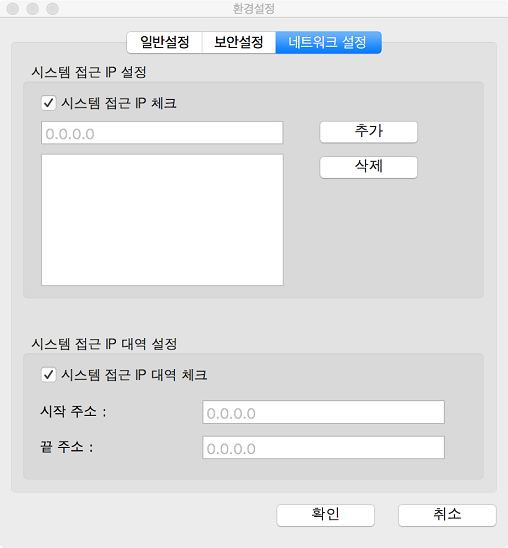 환경설정
일반설정 보안설정 네트워크 설정
시스템 접근 IP 설정
시스템 접근 IP 체크
0.0.0.0 추가
삭제
시스템 접근 IP 대역 설정
시스템 접근 IP 대역 체크
시작 주소 : 0.0.0.0
끝 주소 : 0.0.0.0
확인 취소